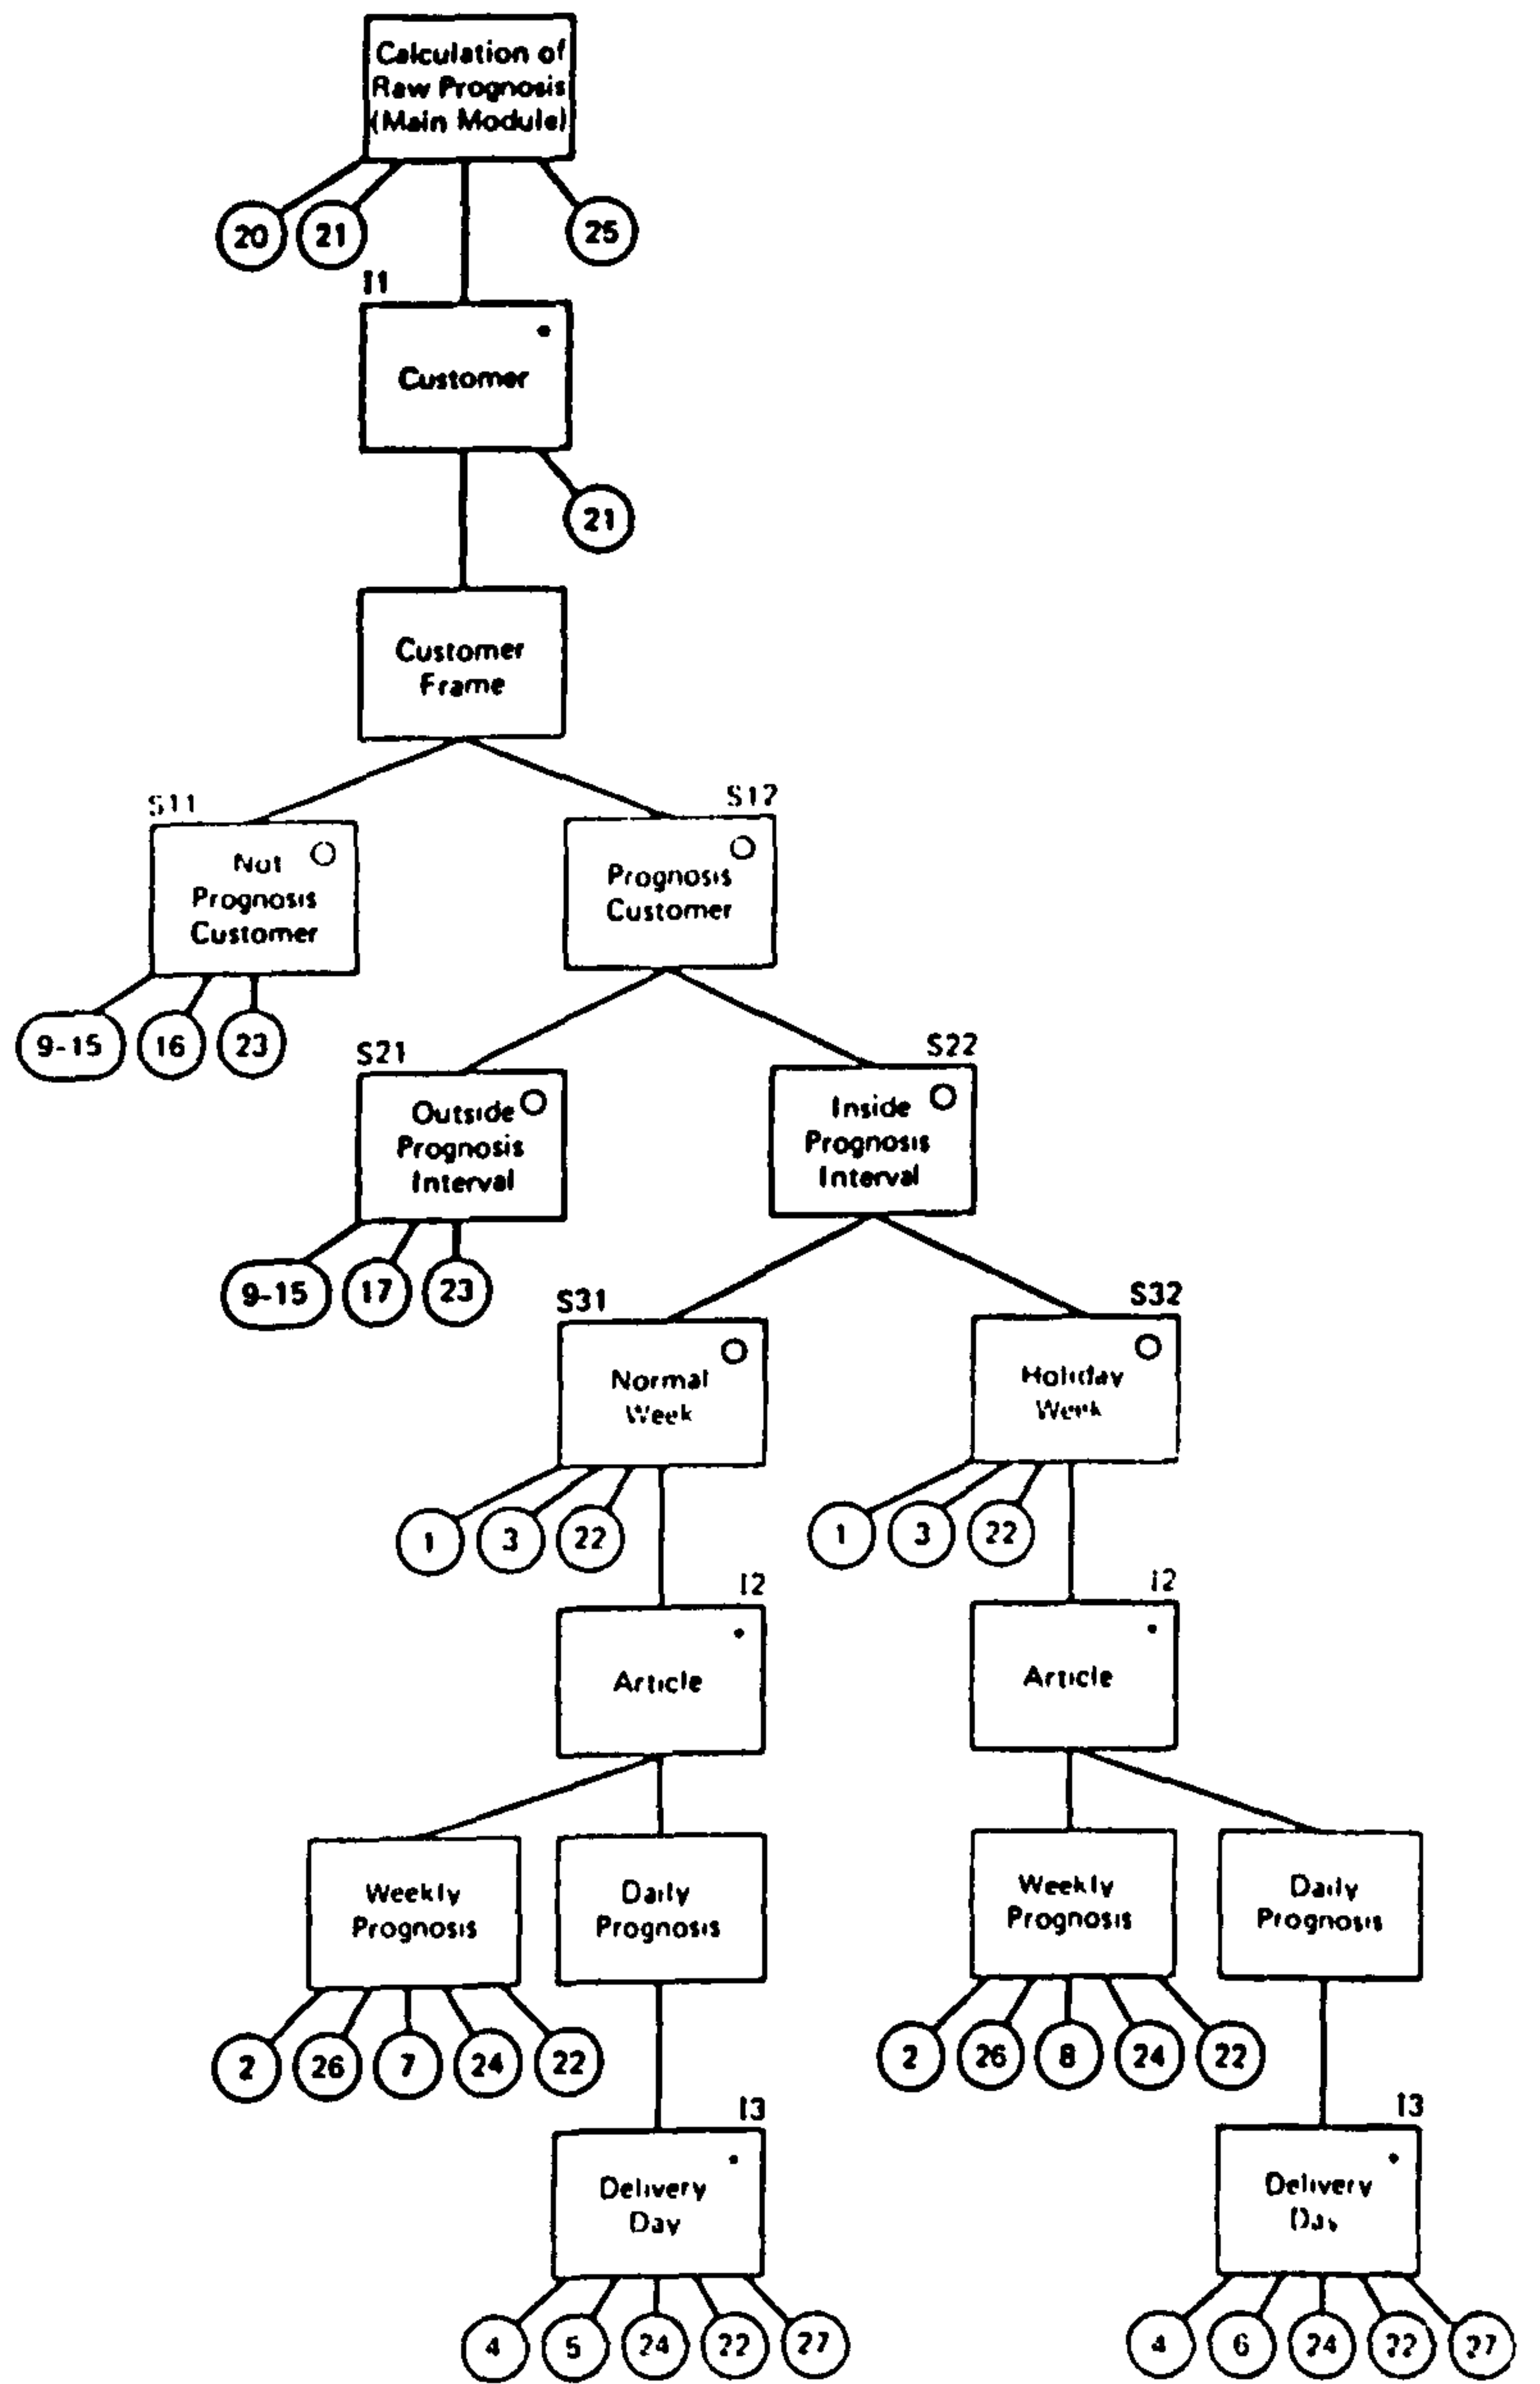 Calculation of
Raw Prognosis
(Main Module)
20
21
25
I1
Customer
21
Customer
Frame
S11
S12
Not
Prognosis
Customer
Prognosis
Customer
9-15
16
23
S21
S22
Outside
Prognosis
Interval
Inside
Prognosis
Interval
9-15
17
23
S31
S32
Normal
Week
Holiday
Week
1
3
22
1
3
22
I2
I2
Article
Article
Weekly
Prognosis
Daily
Prognosis
Weekly
Prognosis
Daily
Prognosis
2
26
7
24
22
2
26
8
24
22
I3
I3
Delivery
Day
Delivery
Day
4
5
24
22
27
4
6
24
22
27